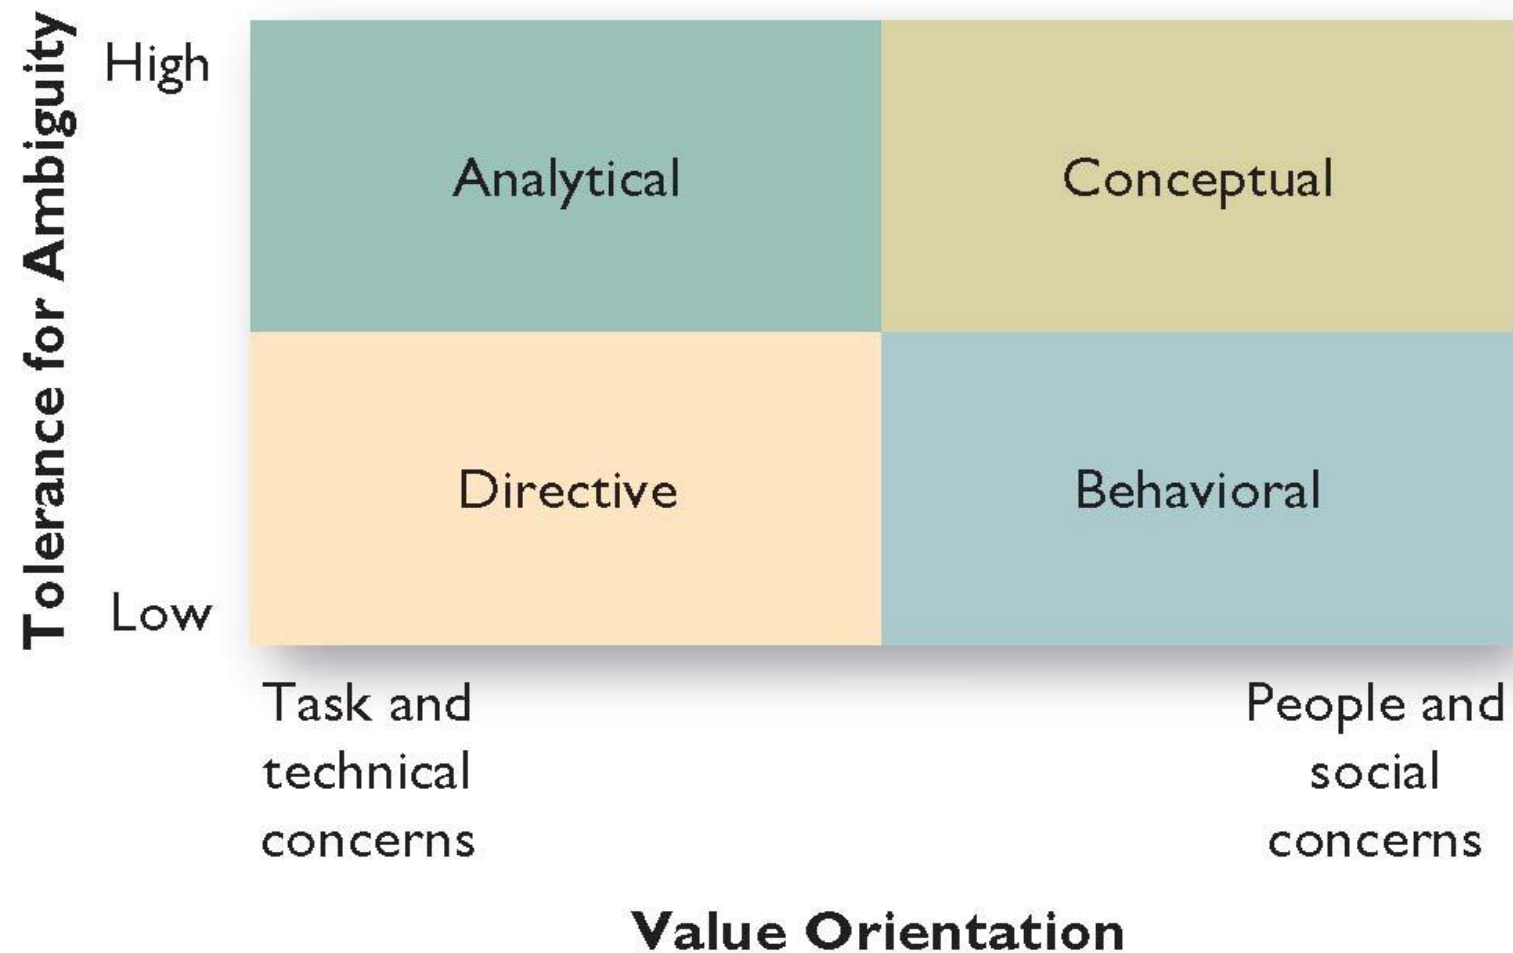 Tolerance for Ambiguity
High
Analytical
Conceptual
Directive
Behavioral
Low
Task and
technical
concerns
People and
social
concerns
Value Orientation